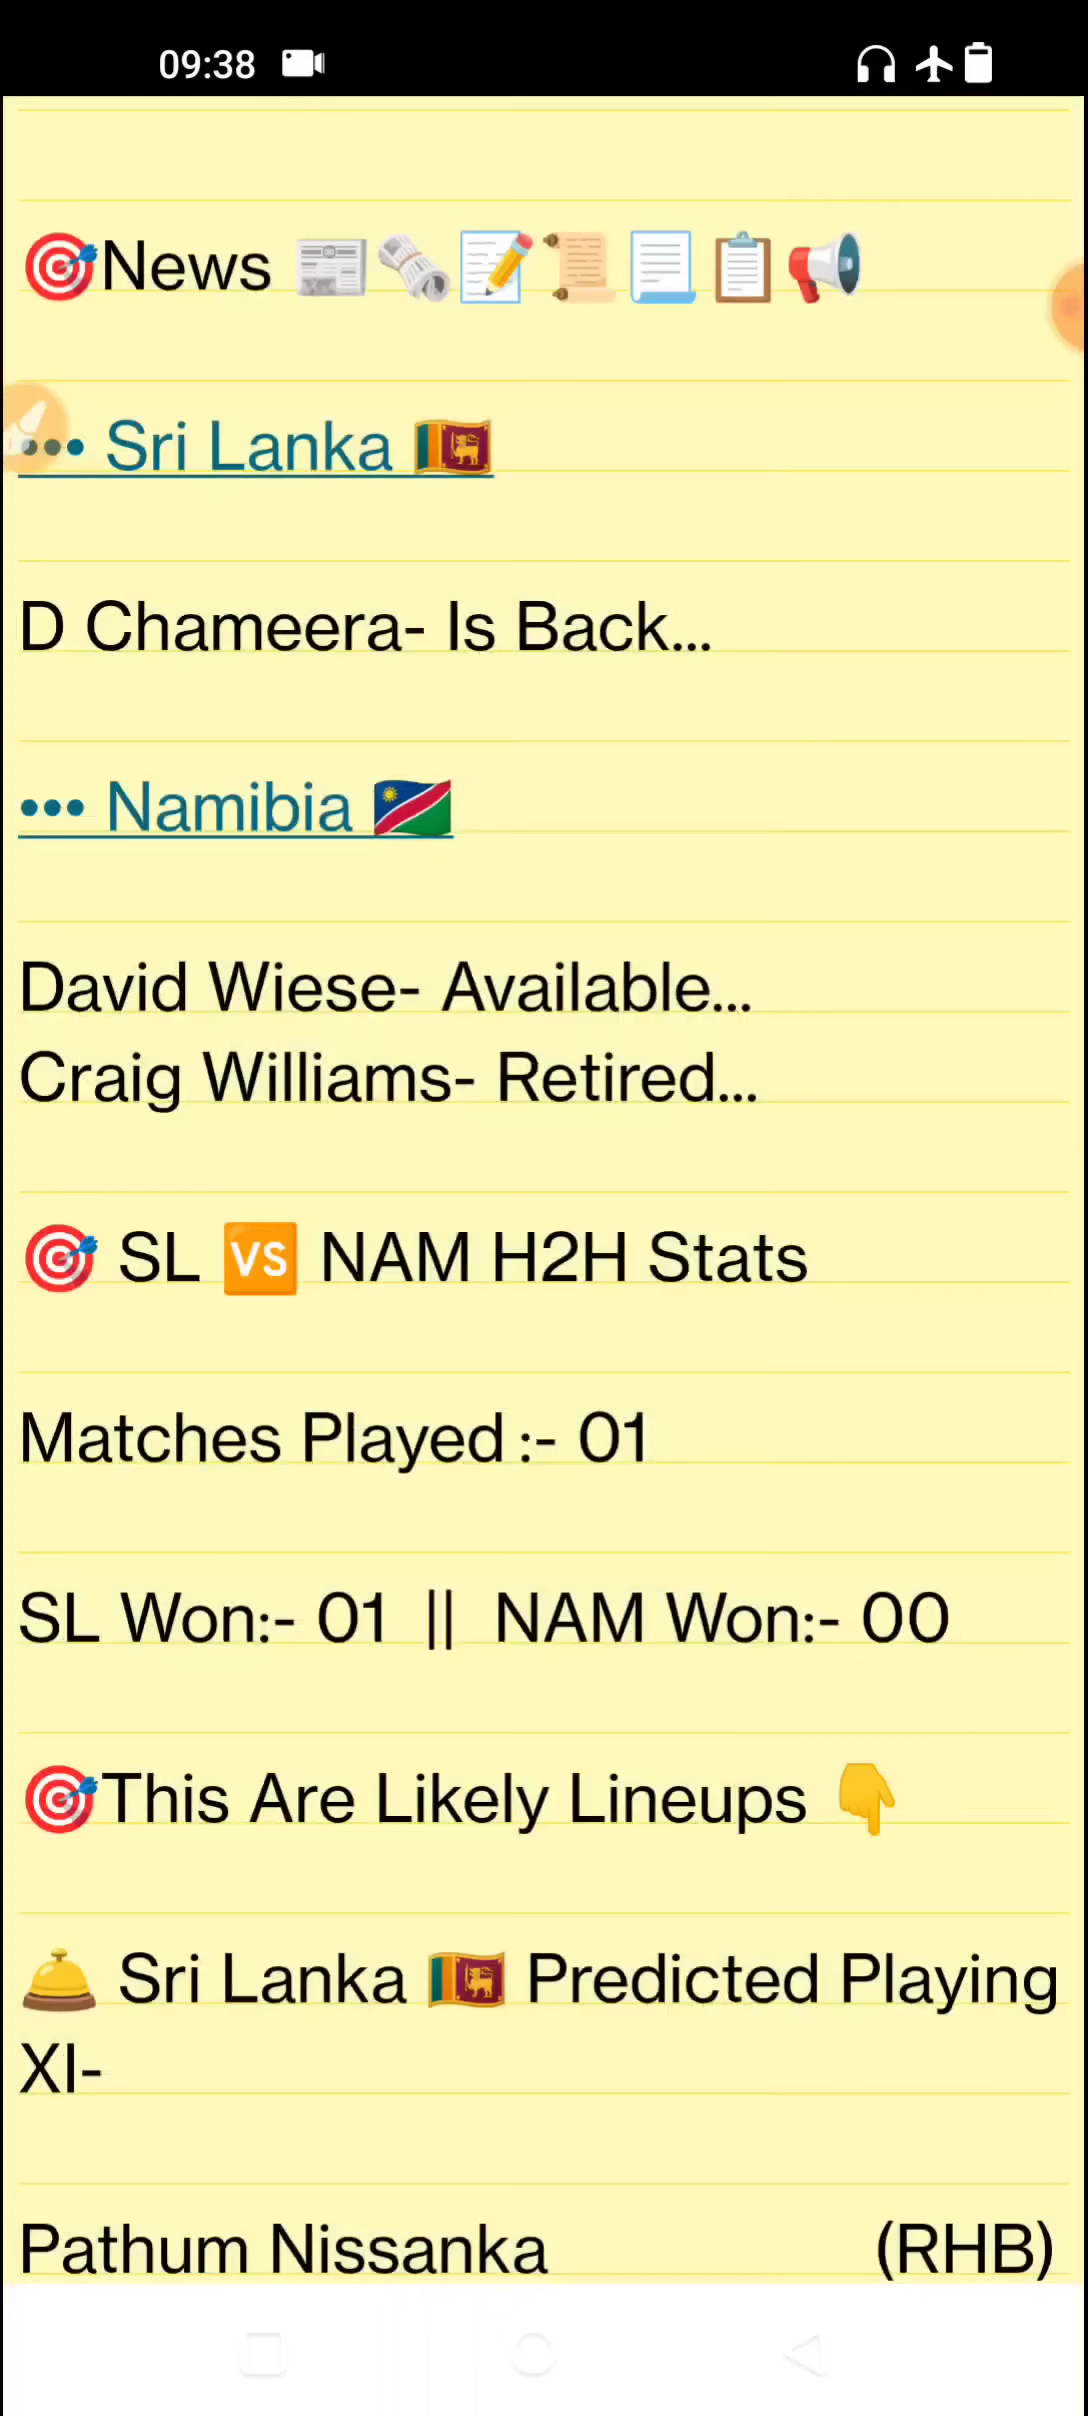 09:38
🎯News 📰🗞️📝📜📃📋📢
••• Sri Lanka 🇱🇰
D Chameera- Is Back...
••• Namibia 🇳🇦
David Wiese- Available...
Craig Williams- Retired...
🎯 SL 🆚 NAM H2H Stats
Matches Played :- 01
SL Won:- 01 || NAM Won:- 00
🎯This Are Likely Lineups 👇
🛎️ Sri Lanka 🇱🇰 Predicted Playing
XI-
Pathum Nissanka (RHB)